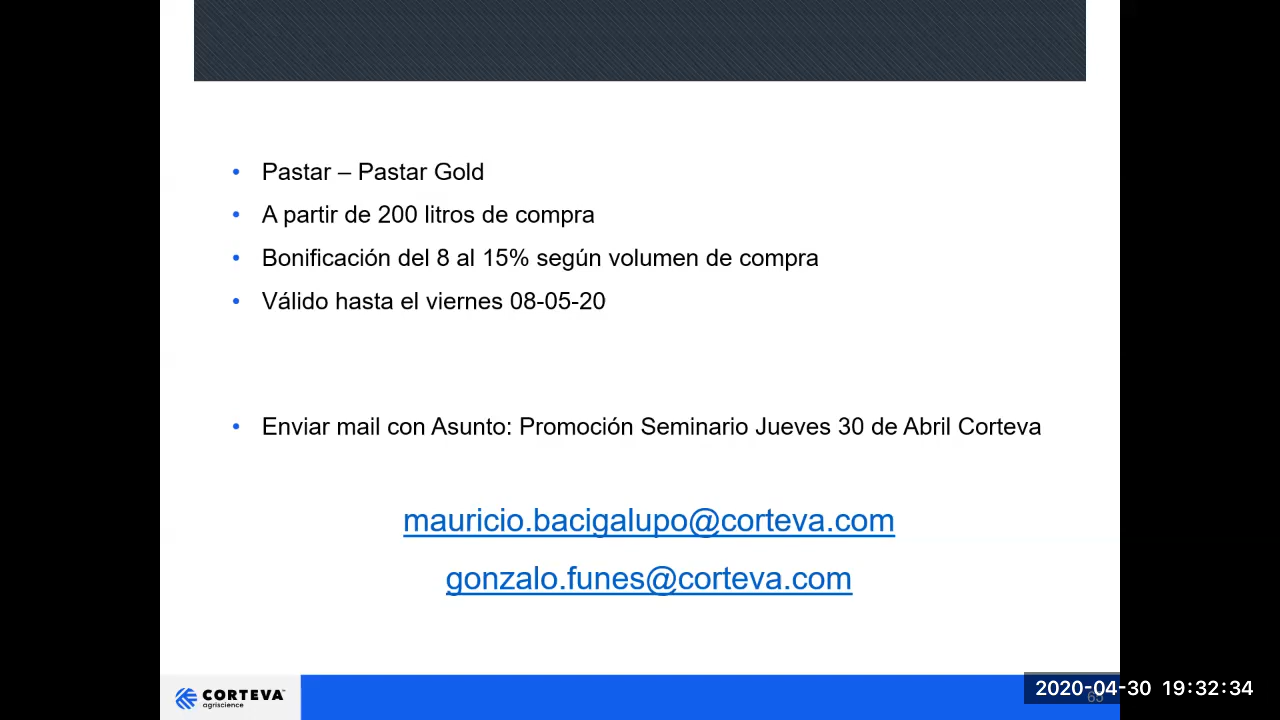 Pastar – Pastar Gold
A partir de 200 litros de compra
Bonificación del 8 al 15% según volumen de compra
Válido hasta el viernes 08-05-20
Enviar mail con Asunto: Promoción Seminario Jueves 30 de Abril Corteva
mauricio.bacigalupo@corteva.com
gonzalo.funes@corteva.com
CORTEVA™
agriscience
2020-04-30 19:32:34